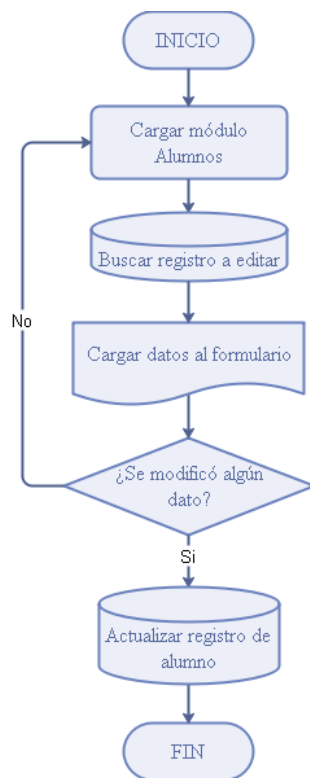 INICIO
Cargar módulo
Alumnos
Buscar registro a editar
No
Cargar datos al formulario
¿Se modificó algún
dato?
Si
Actualizar registro de
alumno
FIN